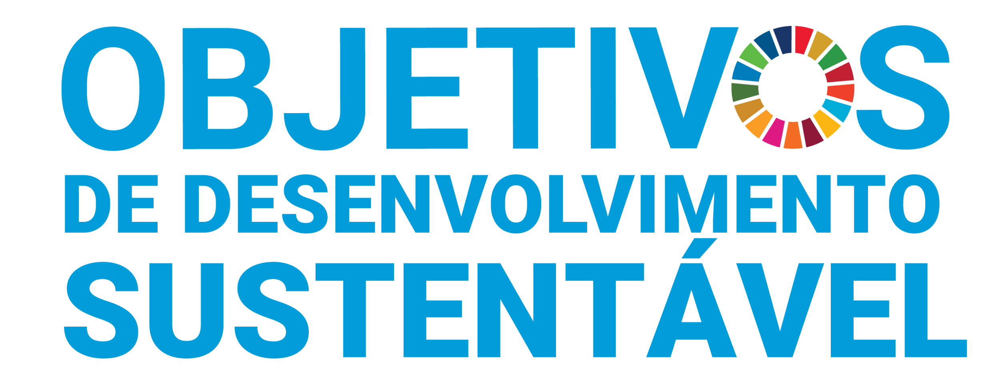 OBJETIVOS
DE DESENVOLVIMENTO
SUSTENTÁVEL